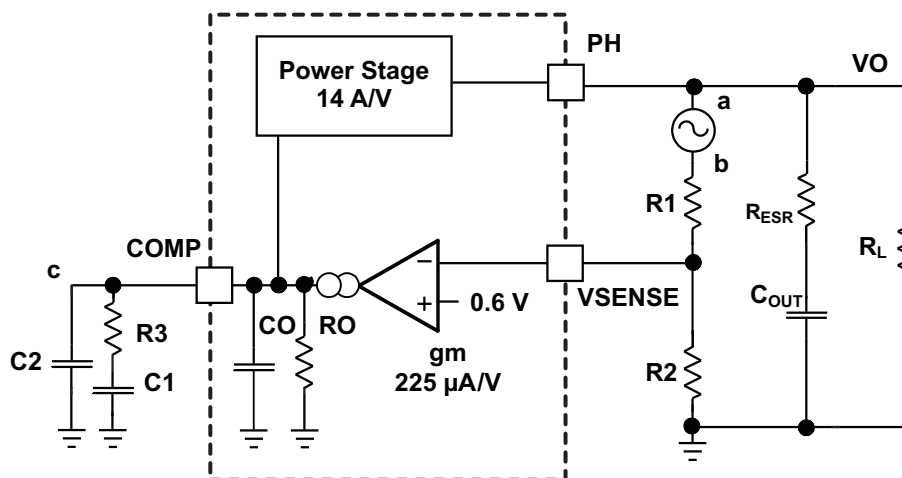 PH
VO
Power Stage
14 A/V
a
b
R1
RESR
RL
COMP
c
VSENSE
− 
+
0.6 V
COUT
CO
RO
R3
C2
C1
gm
225 µA/V
R2